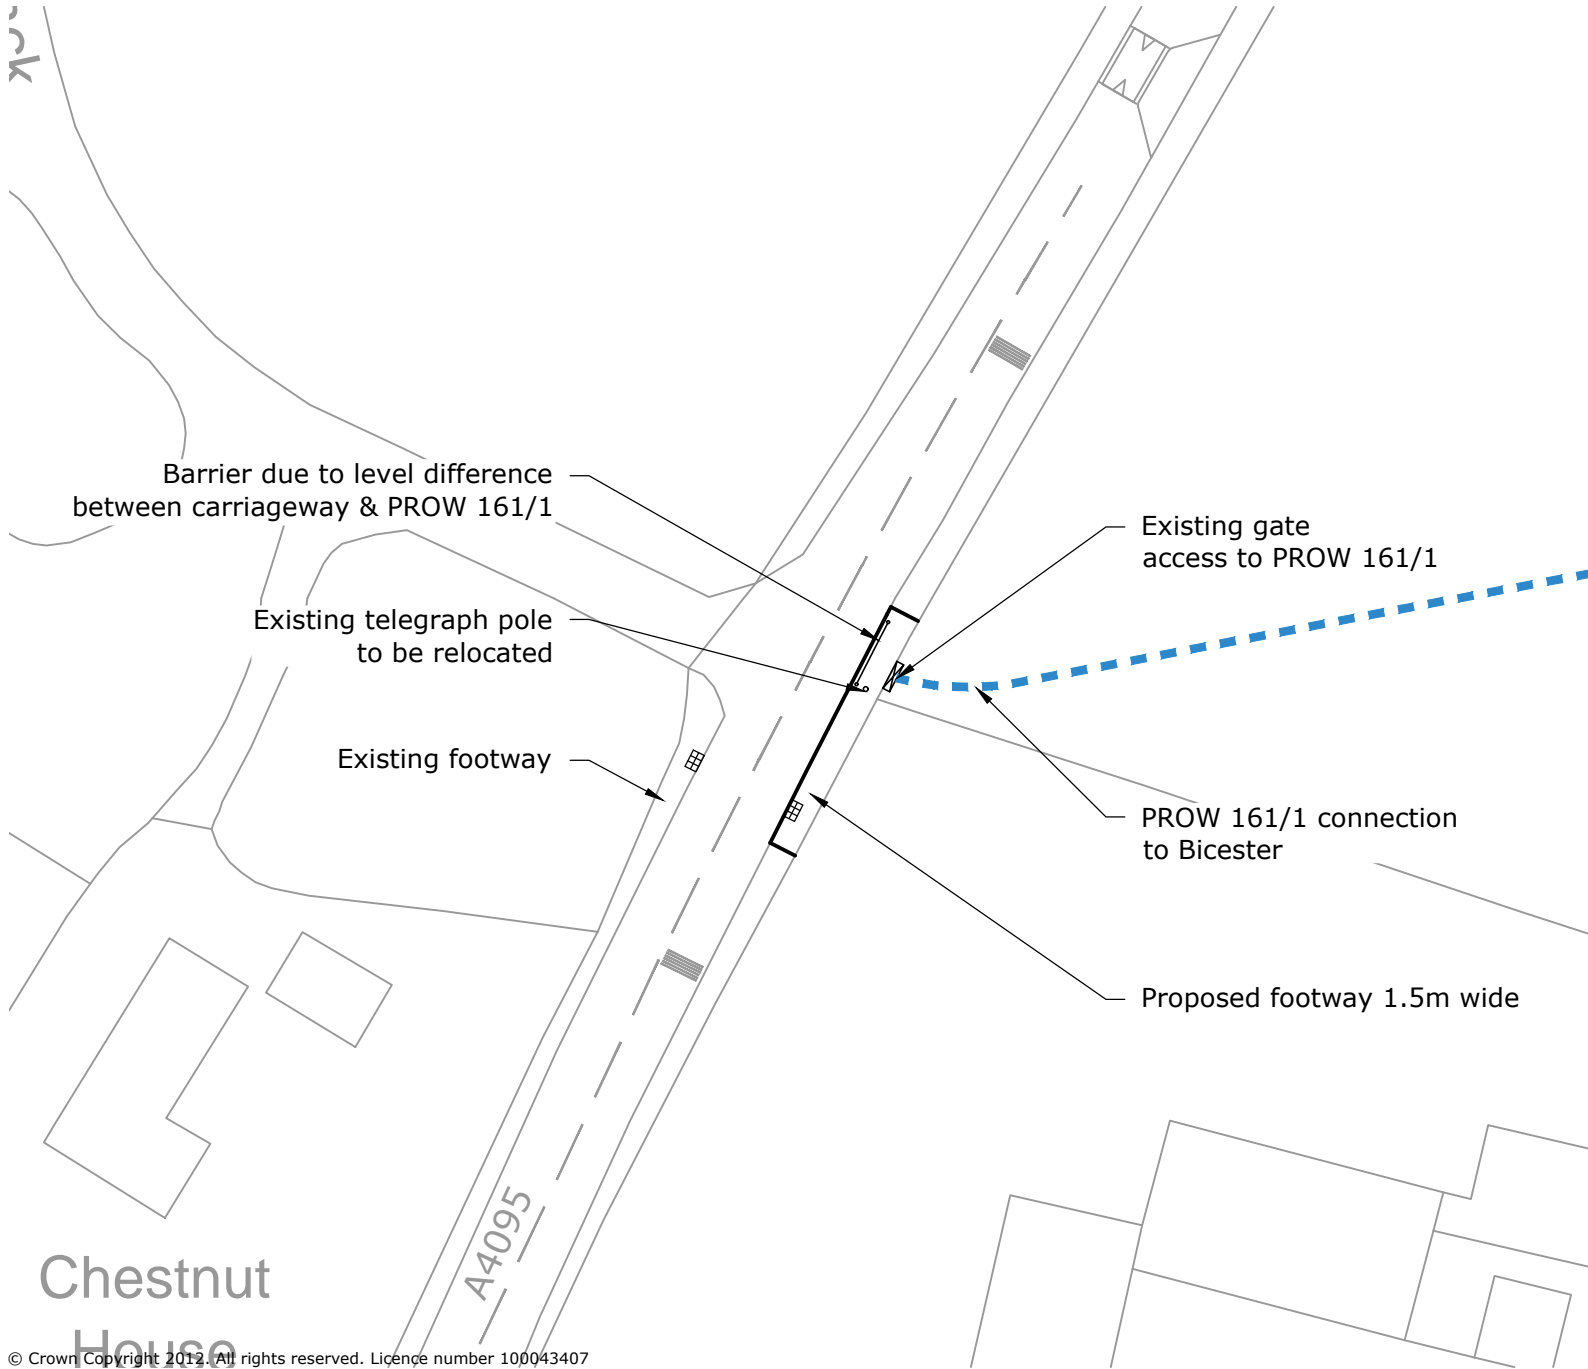 ck
Barrier due to level difference
between carriageway & PROW 161/1
Existing gate
access to PROW 161/1
Existing telegraph pole
to be relocated
Existing footway
PROW 161/1 connection
to Bicester
Proposed footway 1.5m wide
A4095
Chestnut
House
© Crown Copyright 2012. All rights reserved. Licence number 100043407